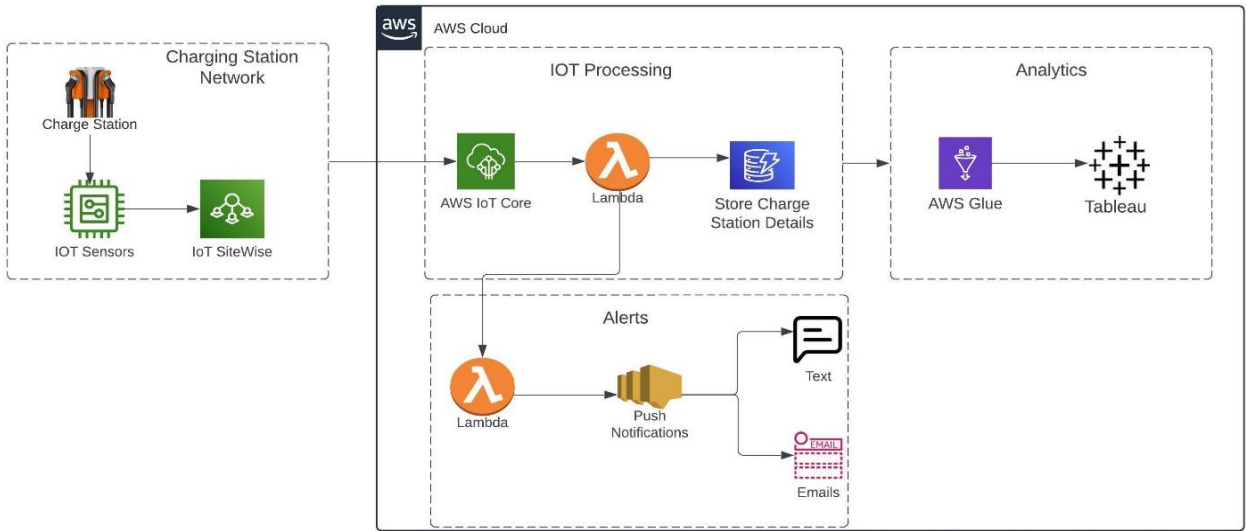 aws
AWS Cloud
Charging Station
Network
Charge Station
IOT Sensors
IoT SiteWise
IOT Processing
AWS IoT Core
Lambda
Store Charge
Station Details
Analytics
AWS Glue
Tableau
Alerts
Lambda
Push
Notifications
Text
EMAIL
Emails